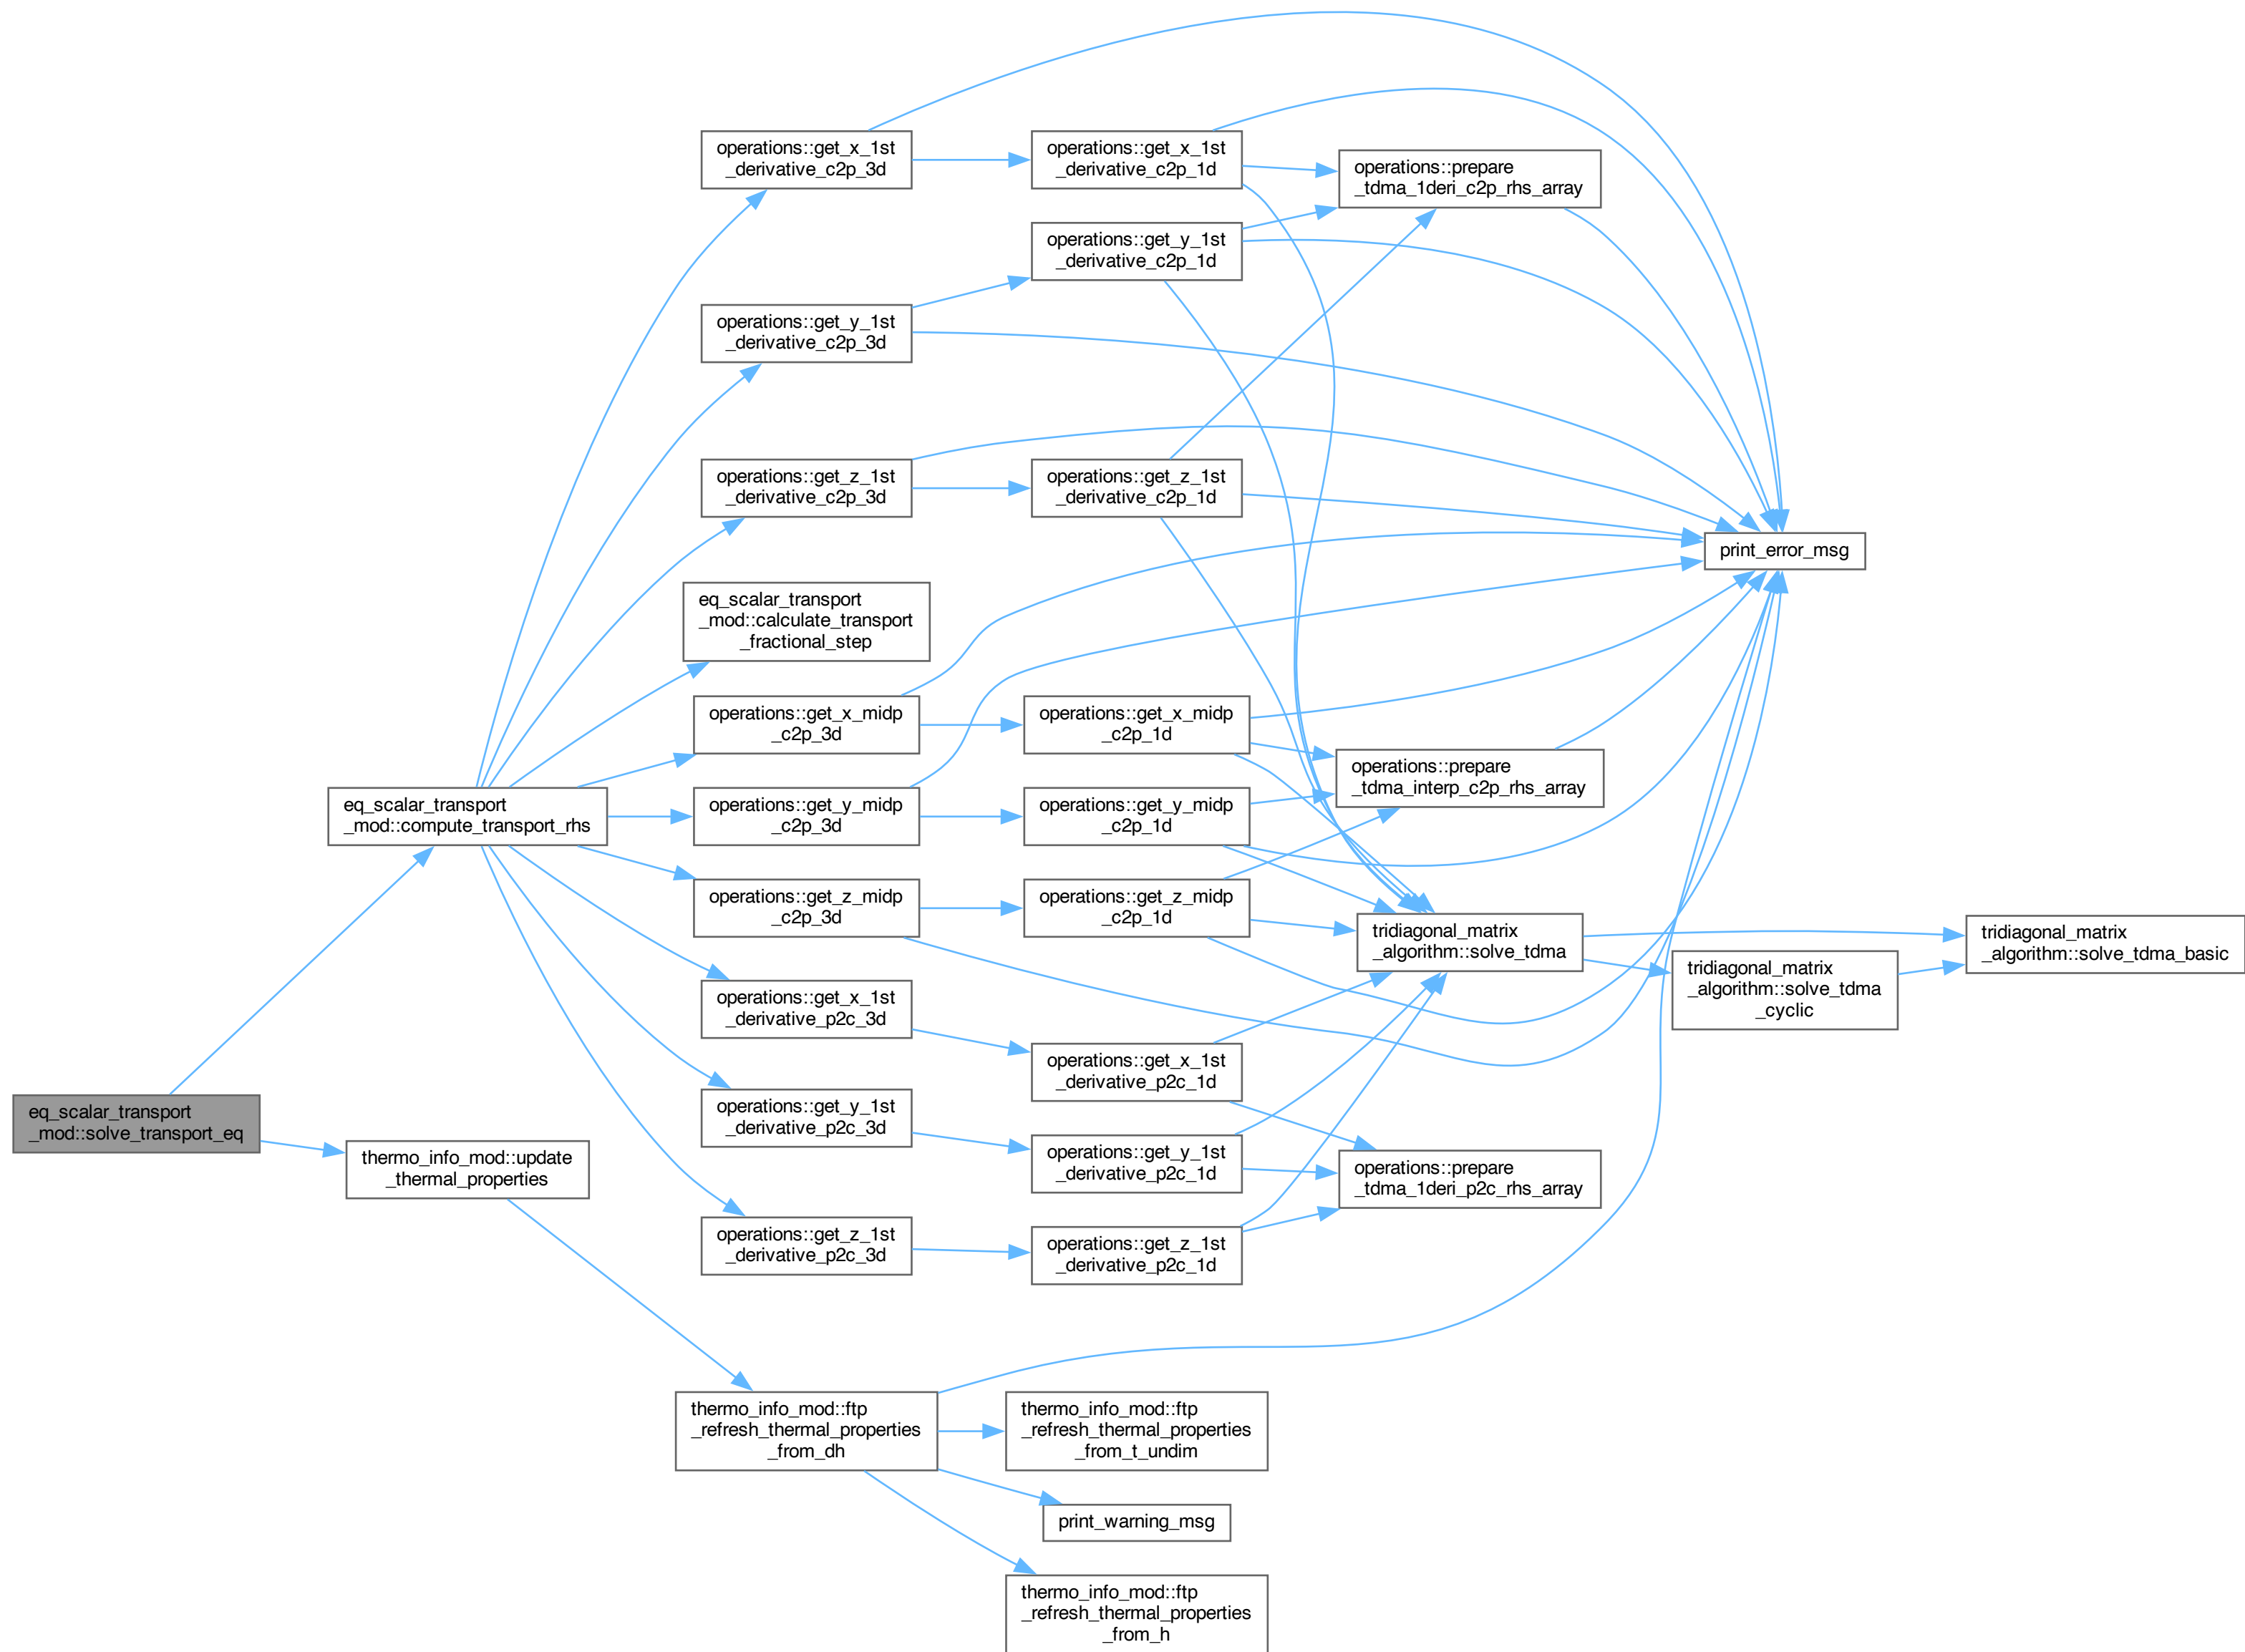 operations::get_x_1st
_derivative_c2p_3d
operations::get_x_1st
_derivative_c2p_1d
operations::prepare
_tdma_1deri_c2p_rhs_array
operations::get_y_1st
_derivative_c2p_1d
operations::get_y_1st
_derivative_c2p_3d
operations::get_z_1st
_derivative_c2p_3d
operations::get_z_1st
_derivative_c2p_1d
print_error_msg
eq_scalar_transport
_mod::calculate_transport
_fractional_step
operations::get_x_midp
_c2p_3d
operations::get_x_midp
_c2p_1d
operations::prepare
_tdma_interp_c2p_rhs_array
eq_scalar_transport
_mod::compute_transport_rhs
operations::get_y_midp
_c2p_3d
operations::get_y_midp
_c2p_1d
operations::get_z_midp
_c2p_3d
operations::get_z_midp
_c2p_1d
tridiagonal_matrix
_algorithm::solve_tdma
tridiagonal_matrix
_algorithm::solve_tdma_basic
tridiagonal_matrix
_algorithm::solve_tdma
_cyclic
operations::get_x_1st
_derivative_p2c_3d
operations::get_x_1st
_derivative_p2c_1d
eq_scalar_transport
_mod::solve_transport_eq
operations::get_y_1st
_derivative_p2c_3d
operations::get_y_1st
_derivative_p2c_1d
thermo_info_mod::update
_thermal_properties
operations::prepare
_tdma_1deri_p2c_rhs_array
operations::get_z_1st
_derivative_p2c_3d
operations::get_z_1st
_derivative_p2c_1d
thermo_info_mod::ftp
_refresh_thermal_properties
_from_dh
thermo_info_mod::ftp
_refresh_thermal_properties
_from_t_undim
print_warning_msg
thermo_info_mod::ftp
_refresh_thermal_properties
_from_h